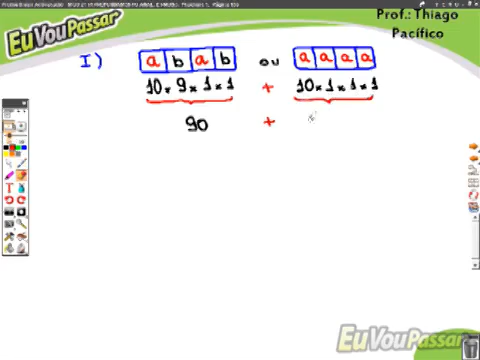 EuVouPassar
Prof.: Thiago
Pacífico
I) a b a b ou a a a a
10 × 9 × 1 × 1 + 10 × 1 × 1 × 1
90 +
EuVouPassar